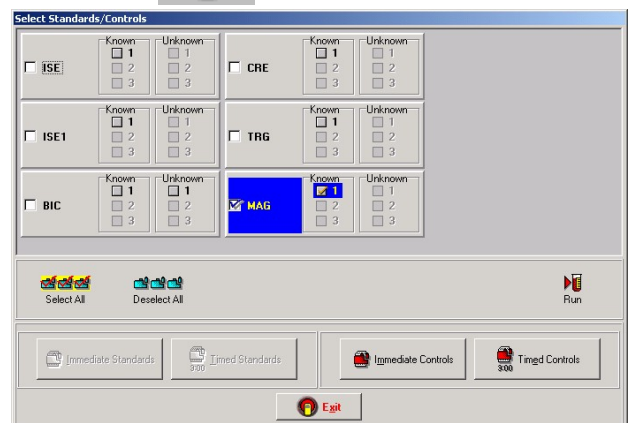 Select Standards/Controls
Known Unknown Known Unknown
ISE 1 1 CRE 1 1
2 2 2 2
3 3 3 3
Known Unknown Known Unknown
ISE1 1 1 TRG 1 1
2 2 2 2
3 3 3 3
Known Unknown Known Unknown
BIC 1 1 MAG 1 1
2 2 2 2
3 3 3 3
Select All Deselect All Run
Immediate Standards 3:00 Timed Standards Immediate Controls 3:00 Timed Controls
Exit